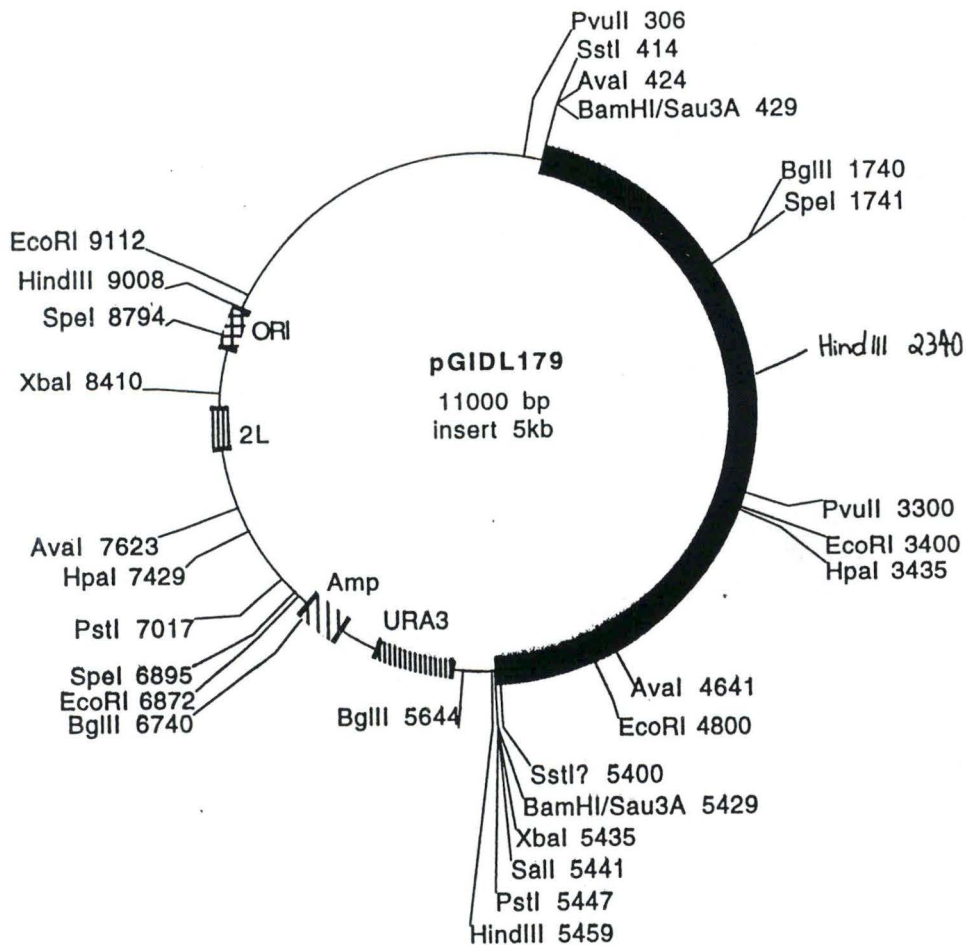 PvuII 306
SstI 414
AvaI 424
BamHI/Sau3A 429
BglII 1740
SpeI 1741
HindIII 2340
PvuII 3300
EcoRI 3400
HpaI 3435
AvaI 4641
EcoRI 4800
SstI? 5400
BamHI/Sau3A 5429
XbaI 5435
SalI 5441
PstI 5447
HindIII 5459
BglII 5644
URA3
Amp
BglII 6740
EcoRI 6872
SpeI 6895
PstI 7017
HpaI 7429
AvaI 7623
2L
XbaI 8410
ORI
SpeI 8794
HindIII 9008
EcoRI 9112
pGIDL179
11000 bp
insert 5kb